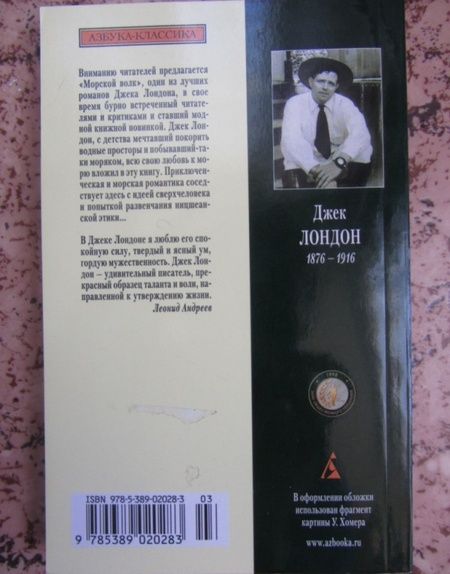 АЗБУКА-КЛАССИКА
Вниманию читателей предлагается
«Морской волк», один из лучших
романов Джека Лондона, в свое
время бурно встреченный читате-
лями и критиками и ставший мод-
ной книжной новинкой. Джек Лон-
дон, с детства мечтавший покорить
водные просторы и побывавший-та-
ки моряком, всю свою любовь к мо-
рю вложил в эту книгу. Приключен-
ческая и морская романтика сосед-
ствует здесь с идеей сверхчеловека
и попыткой развенчания ницшеан-
ской этики...
В Джеке Лондоне я люблю его спо-
койную силу, твердый и ясный ум,
гордую мужественность. Джек Лон-
дон – удивительный писатель, пре-
красный образец таланта и воли, на-
правленной к утверждению жизни.
Леонид Андреев
Джек
ЛОНДОН
1876 – 1916
ISBN 978-5-389-02028-3
03
9 785389 020283
В оформлении обложки
использован фрагмент
картины У. Хомера
www.azbooka.ru